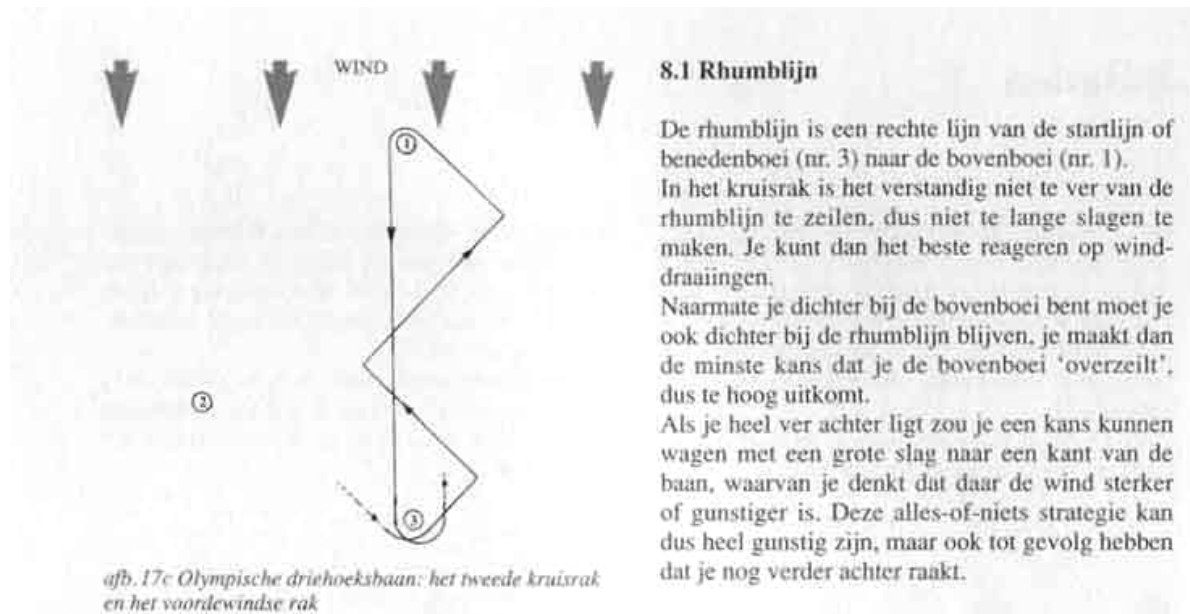 WIND
1
2
3
afb. 17c Olympische driehoeksbaan: het tweede kruisrak
en het voordewindse rak
8.1 Rhumblijn
De rhumblijn is een rechte lijn van de startlijn of
benedenboei (nr. 3) naar de bovenboei (nr. 1).
In het kruisrak is het verstandig niet te ver van de
rhumblijn te zeilen, dus niet te lange slagen te
maken. Je kunt dan het beste reageren op wind-
draaiingen.
Naarmate je dichter bij de bovenboei bent moet je
ook dichter bij de rhumblijn blijven, je maakt dan
de minste kans dat je de bovenboei ‘overzeilt’,
dus te hoog uitkomt.
Als je heel ver achter ligt zou je een kans kunnen
wagen met een grote slag naar een kant van de
baan, waarvan je denkt dat daar de wind sterker
of gunstiger is. Deze alles-of-niets strategie kan
dus heel gunstig zijn, maar ook tot gevolg hebben
dat je nog verder achter raakt.